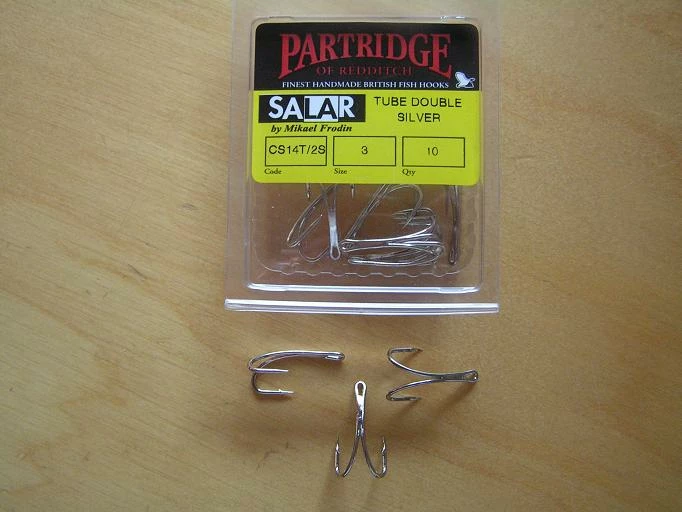 PARTRIDGE
OF REDDITCH
FINEST HANDMADE BRITISH FISH HOOKS
SALAR
by Mikael Frodin
TUBE DOUBLE
SILVER
CS14T/2S 3 10
Code Size Qty